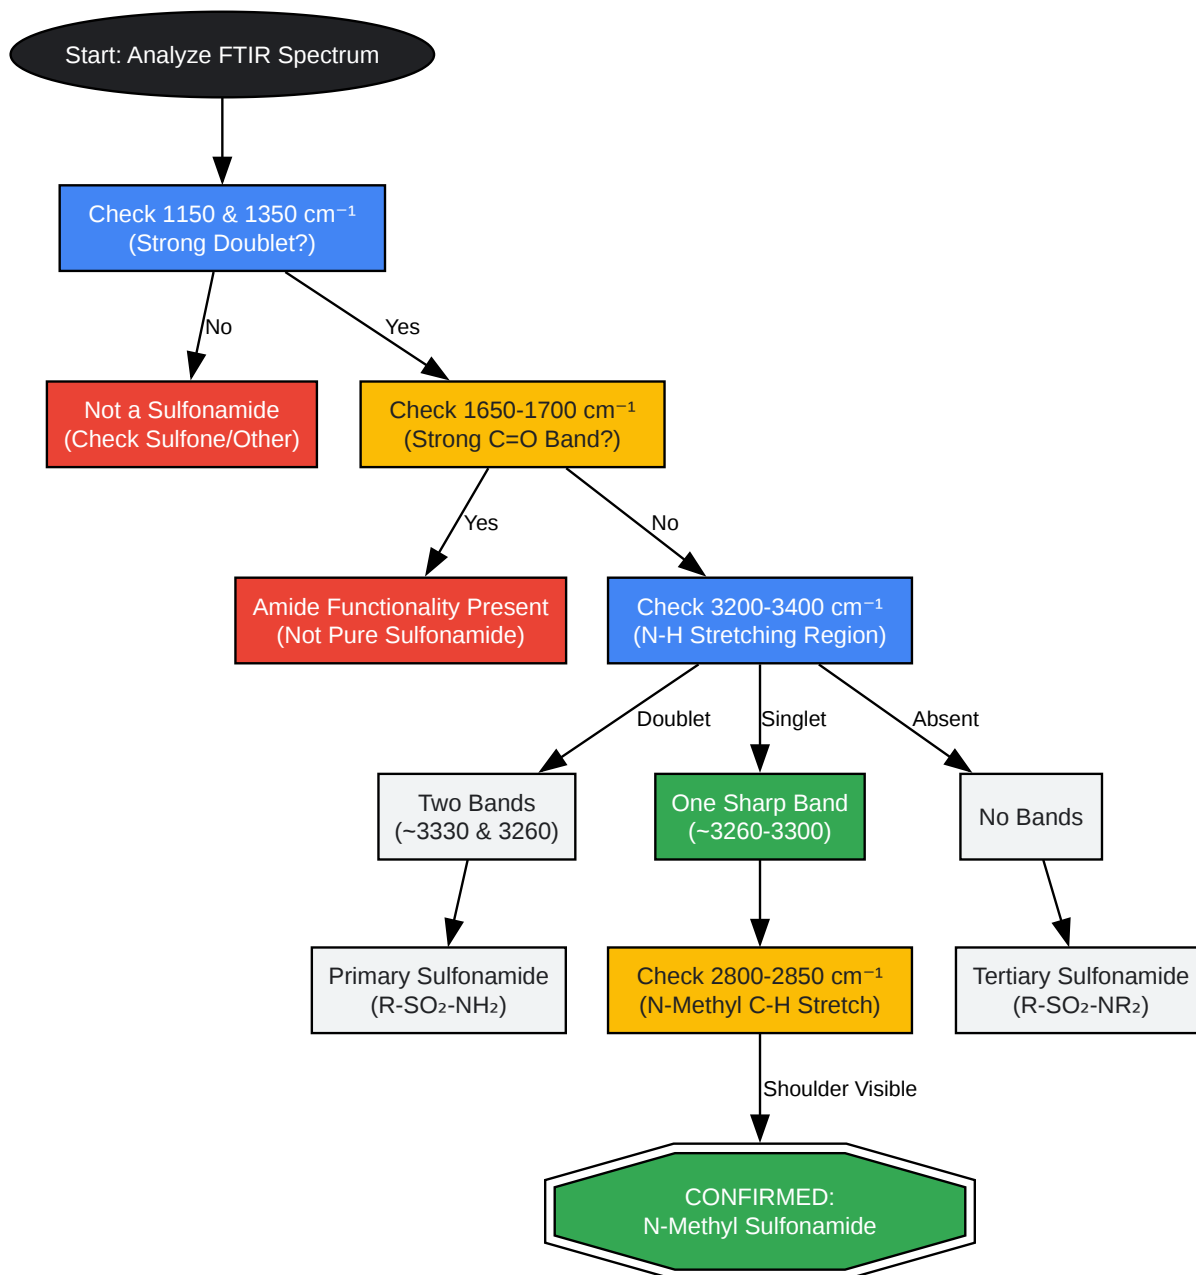 Start: Analyze FTIR Spectrum
Check 1150 & 1350 cm⁻¹
(Strong Doublet?)
No
Yes
Not a Sulfonamide
(Check Sulfone/Other)
Check 1650-1700 cm⁻¹
(Strong C=O Band?)
Yes
No
Amide Functionality Present
(Not Pure Sulfonamide)
Check 3200-3400 cm⁻¹
(N-H Stretching Region)
Doublet
Singlet
Absent
Two Bands
(~3330 & 3260)
One Sharp Band
(~3260-3300)
No Bands
Primary Sulfonamide
(R-SO₂-NH₂)
Check 2800-2850 cm⁻¹
(N-Methyl C-H Stretch)
Tertiary Sulfonamide
(R-SO₂-NR₂)
Shoulder Visible
CONFIRMED:
N-Methyl Sulfonamide